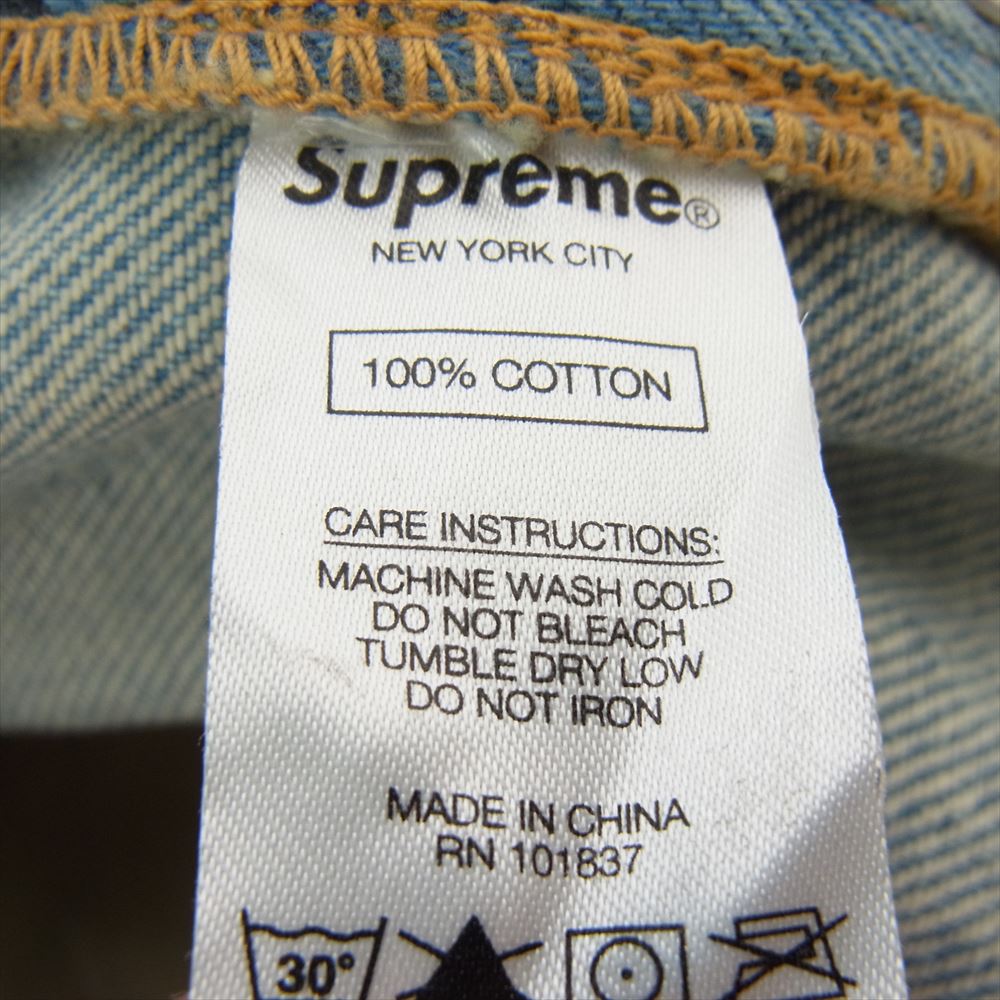 Supreme®
NEW YORK CITY
100% COTTON
CARE INSTRUCTIONS:
MACHINE WASH COLD
DO NOT BLEACH
TUMBLE DRY LOW
DO NOT IRON
MADE IN CHINA
RN 101837
30°